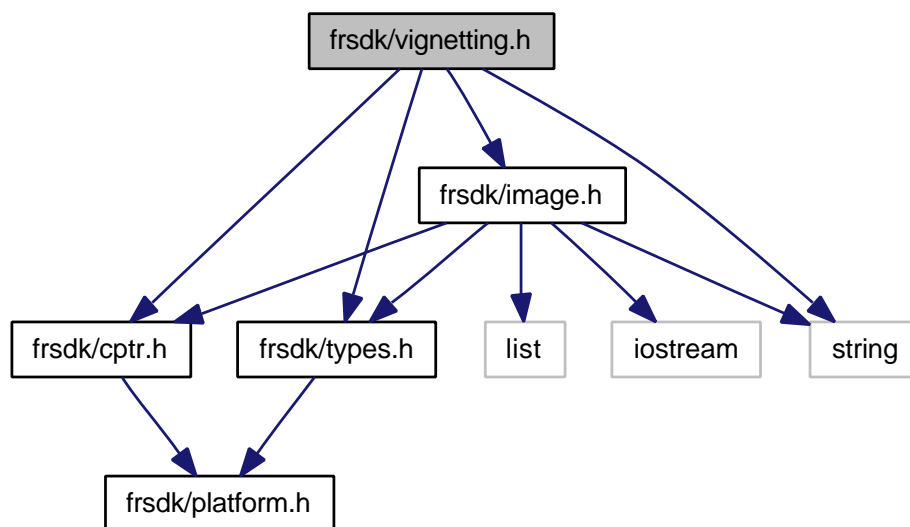 frsdk/vignetting.h
frsdk/image.h
frsdk/cptr.h
frsdk/types.h
list
iostream
string
frsdk/platform.h